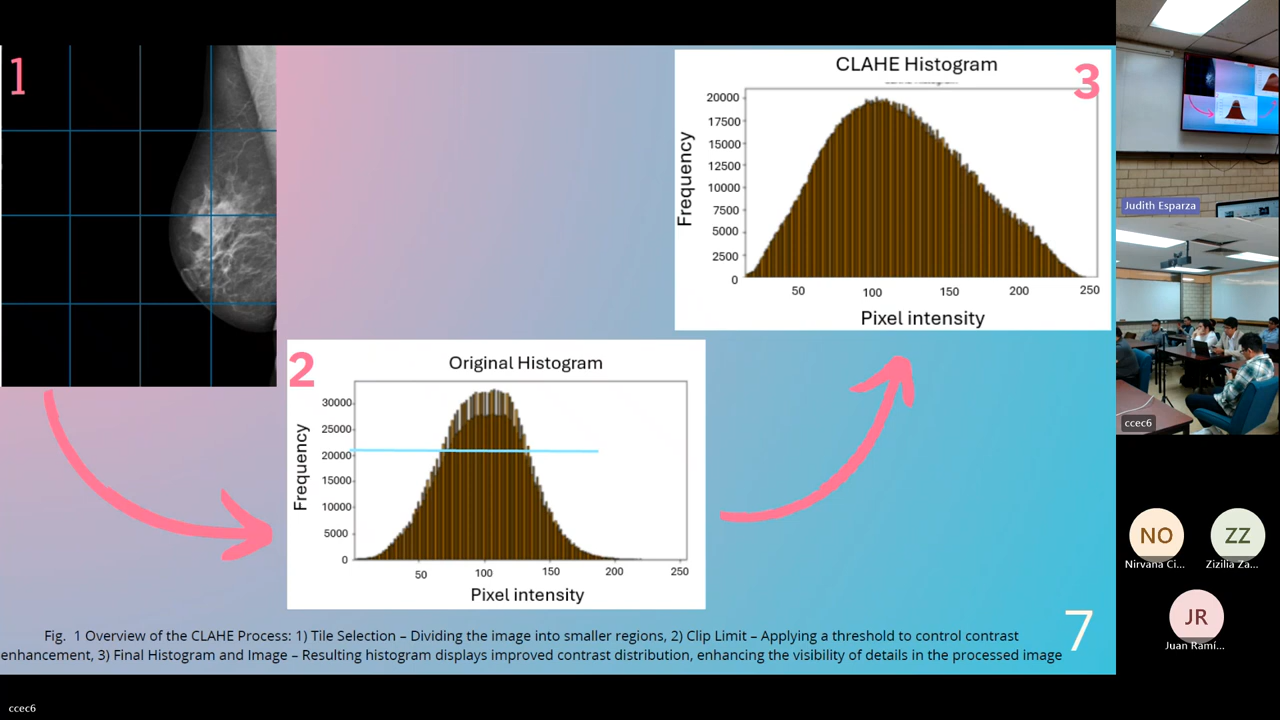 1
CLAHE Histogram
3
20000
17500
15000
12500
10000
7500
5000
2500
0
Frequency
50
100
150
200
250
Pixel intensity
2
Original Histogram
30000
25000
20000
15000
10000
5000
0
Frequency
50
100
150
200
250
Pixel intensity
7
Fig. 1 Overview of the CLAHE Process: 1) Tile Selection – Dividing the image into smaller regions, 2) Clip Limit – Applying a threshold to control contrast
enhancement, 3) Final Histogram and Image – Resulting histogram displays improved contrast distribution, enhancing the visibility of details in the processed image
Judith Esparza
ccec6
NO
Nirvana Ci...
ZZ
Zizilia Za...
JR
Juan Ramí...
ccec6